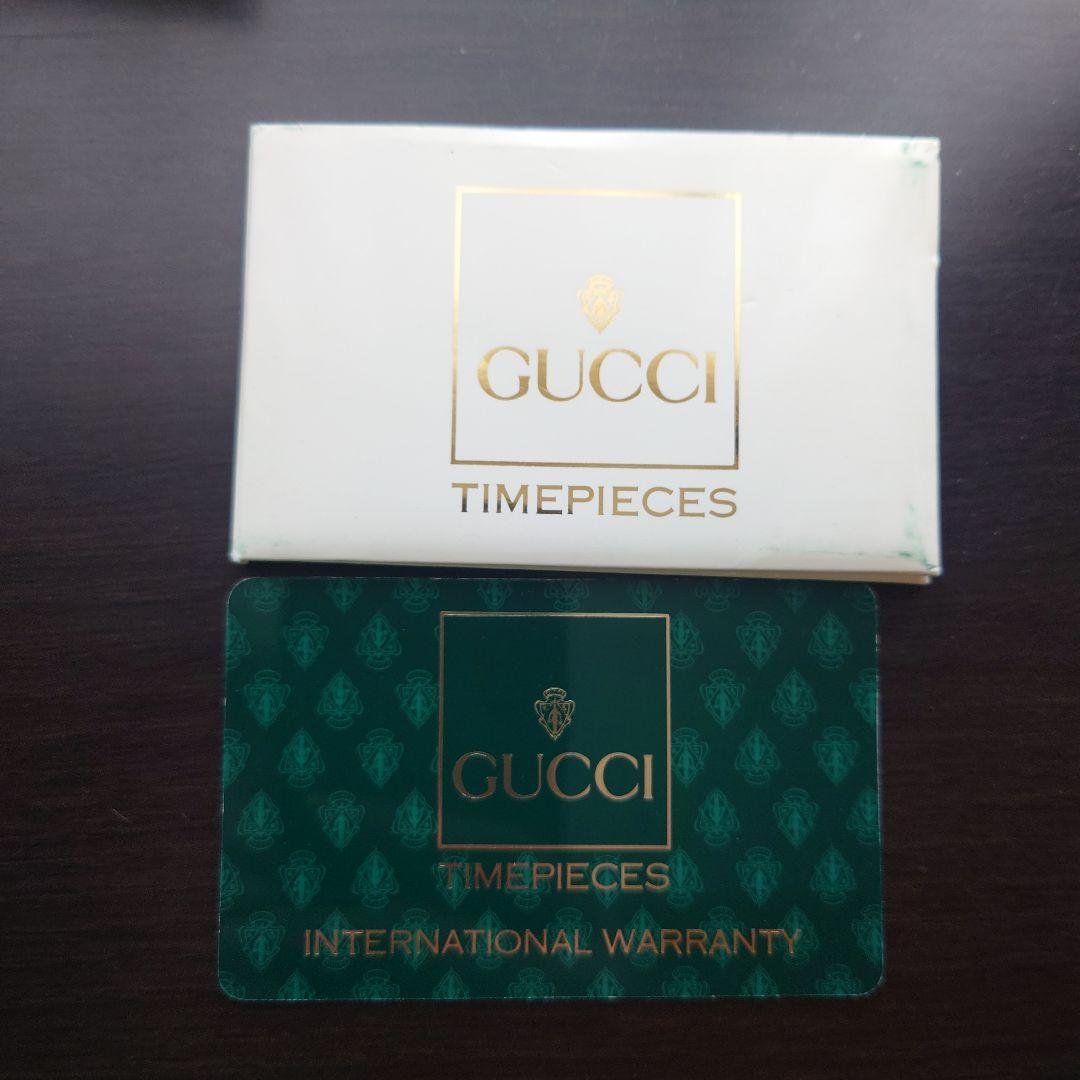 GUCCI
TIMEPIECES
GUCCI
TIMEPIECES
INTERNATIONAL WARRANTY